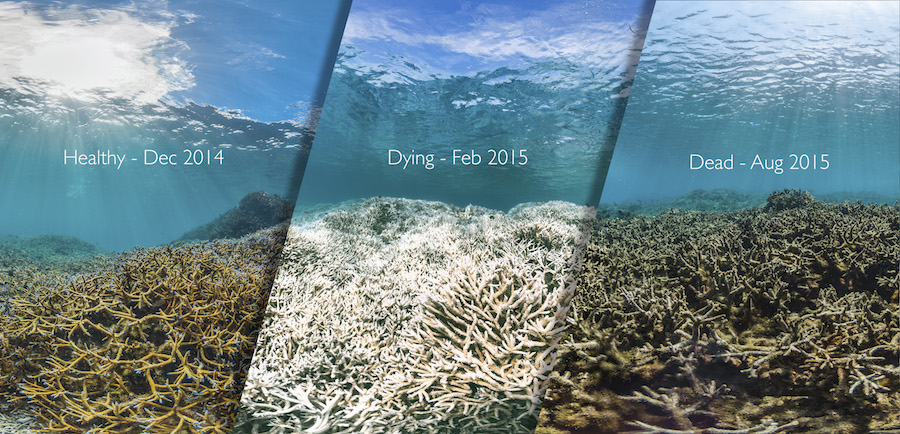 Healthy - Dec 2014
Dying - Feb 2015
Dead - Aug 2015